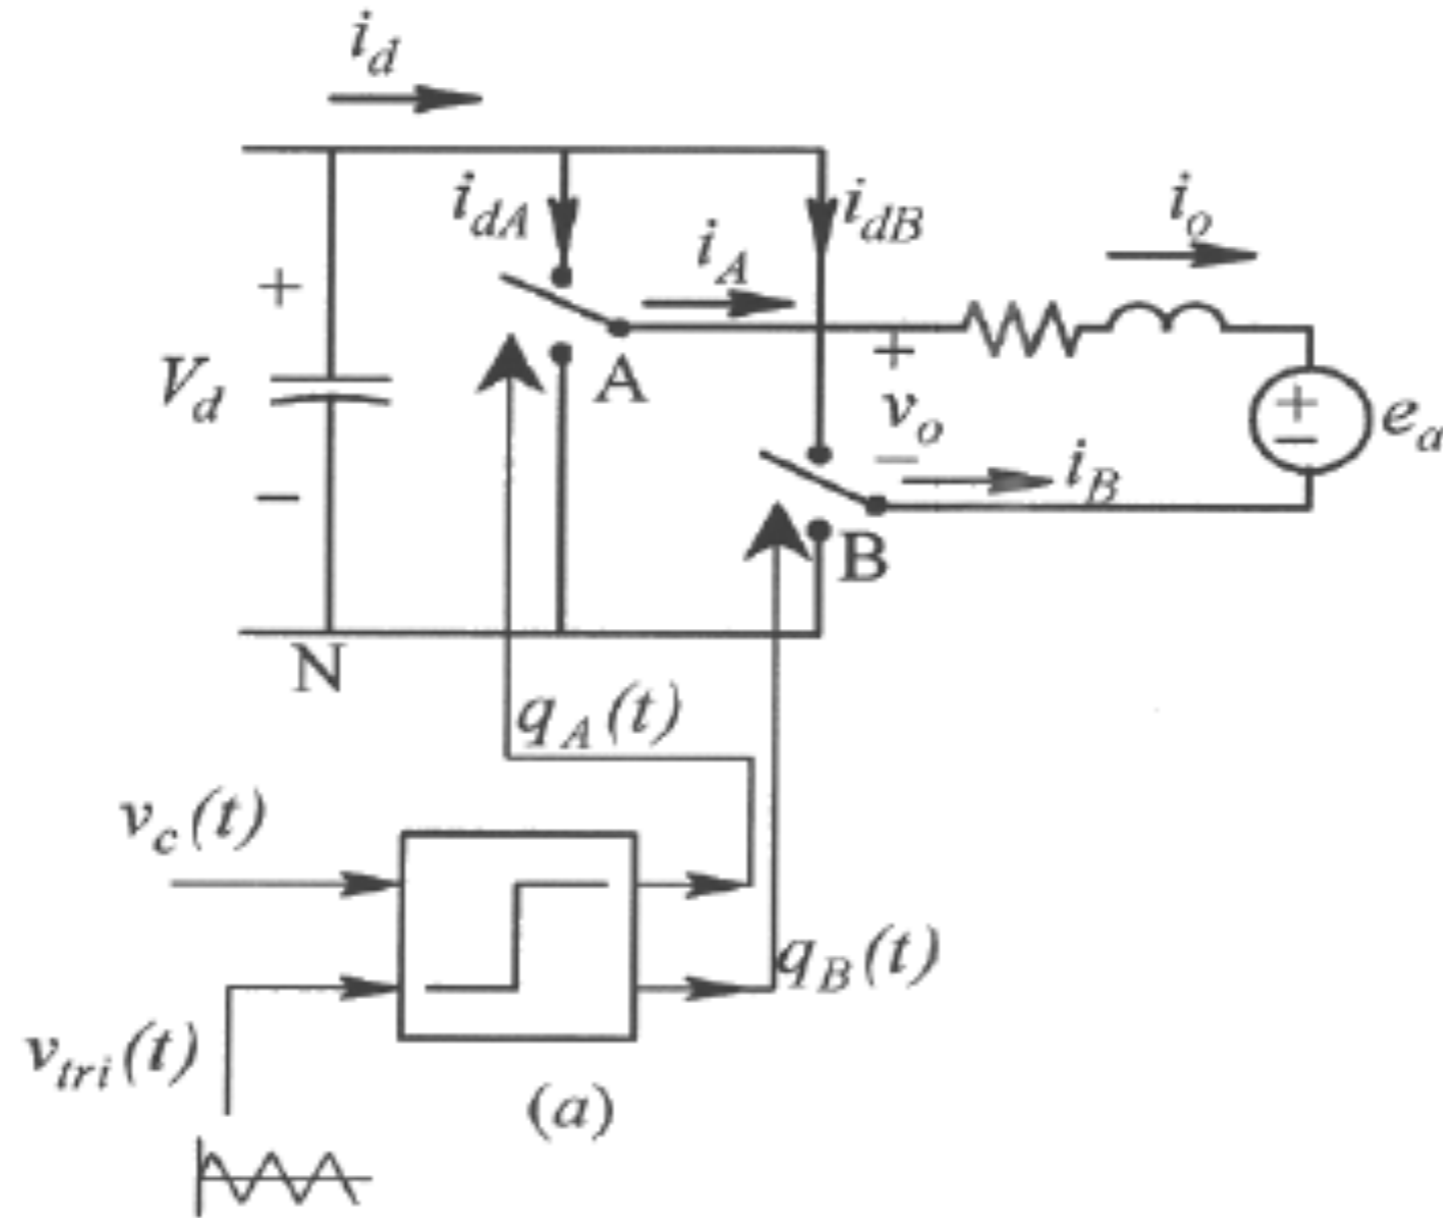 i_d
i_dA
i_dB
i_o
i_A
+
V_d
−
A
+
v_o
−
+
−
e_a
i_B
B
N
q_A(t)
v_c(t)
q_B(t)
v_tri(t)
(a)